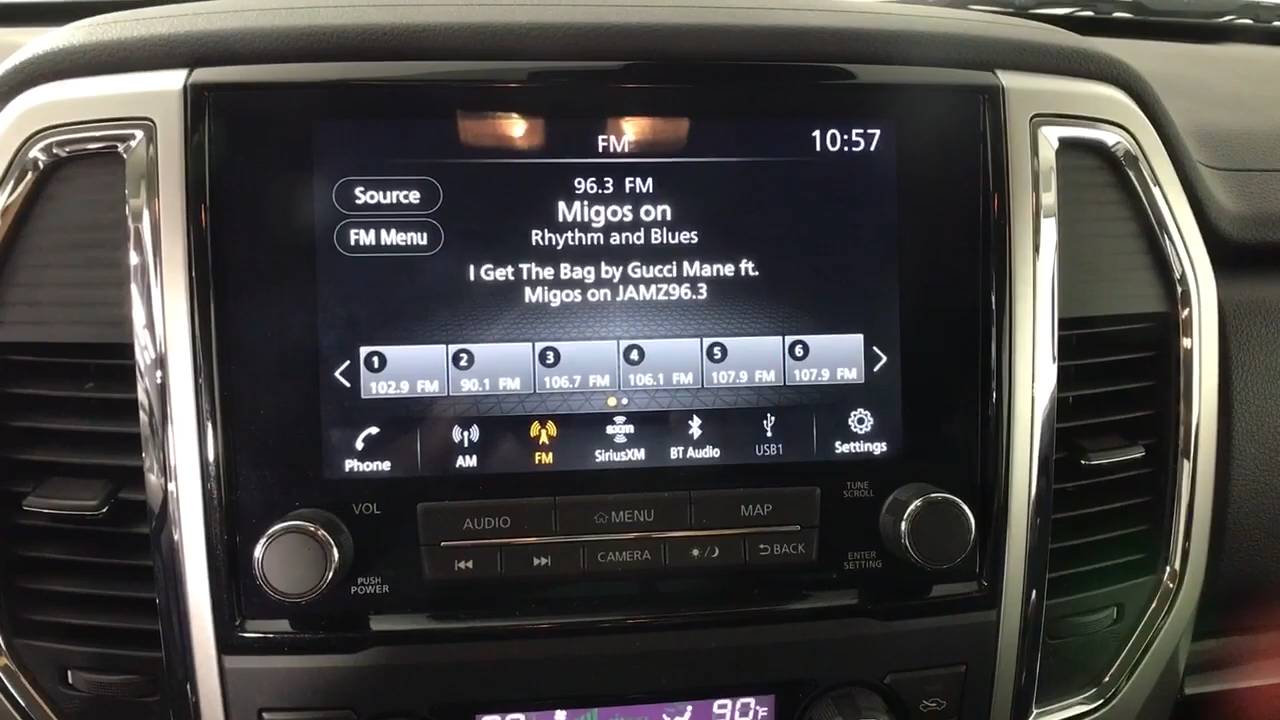 FM
10:57
Source
96.3 FM
Migos on
FM Menu
Rhythm and Blues
I Get The Bag by Gucci Mane ft.
Migos on JAMZ96.3
1
2
3
4
5
6
102.9 FM
90.1 FM
106.7 FM
106.1 FM
107.9 FM
107.9 FM
Phone
AM
FM
sxm
SiriusXM
BT Audio
USB1
Settings
VOL
AUDIO
MENU
MAP
TUNE
SCROLL
CAMERA
BACK
PUSH
POWER
ENTER
SETTING
90°F